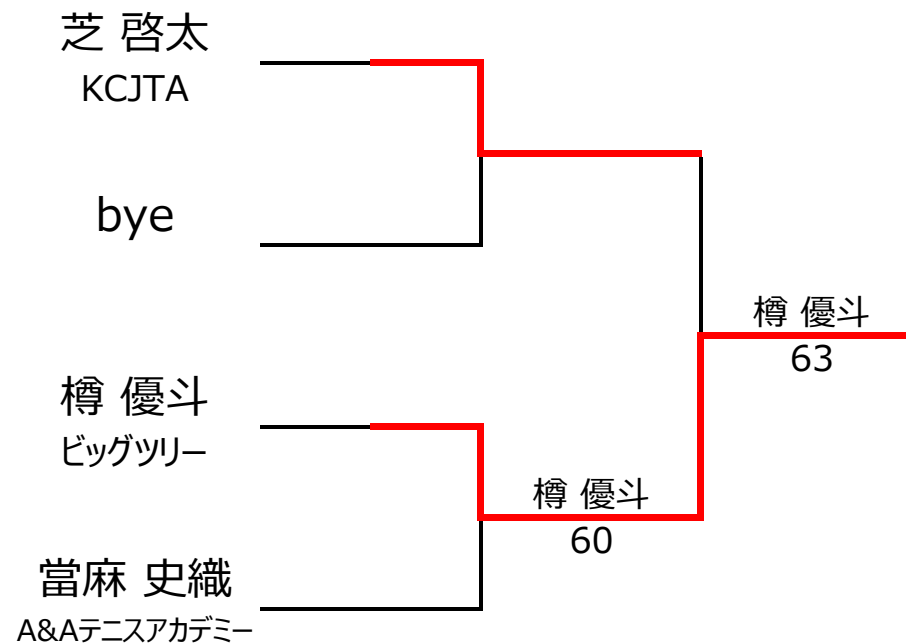 芝 啓太
KCJTA
bye
樽 優斗
63
樽 優斗
ビッグツリー
樽 優斗
60
當麻 史織
A&Aテニスアカデミー